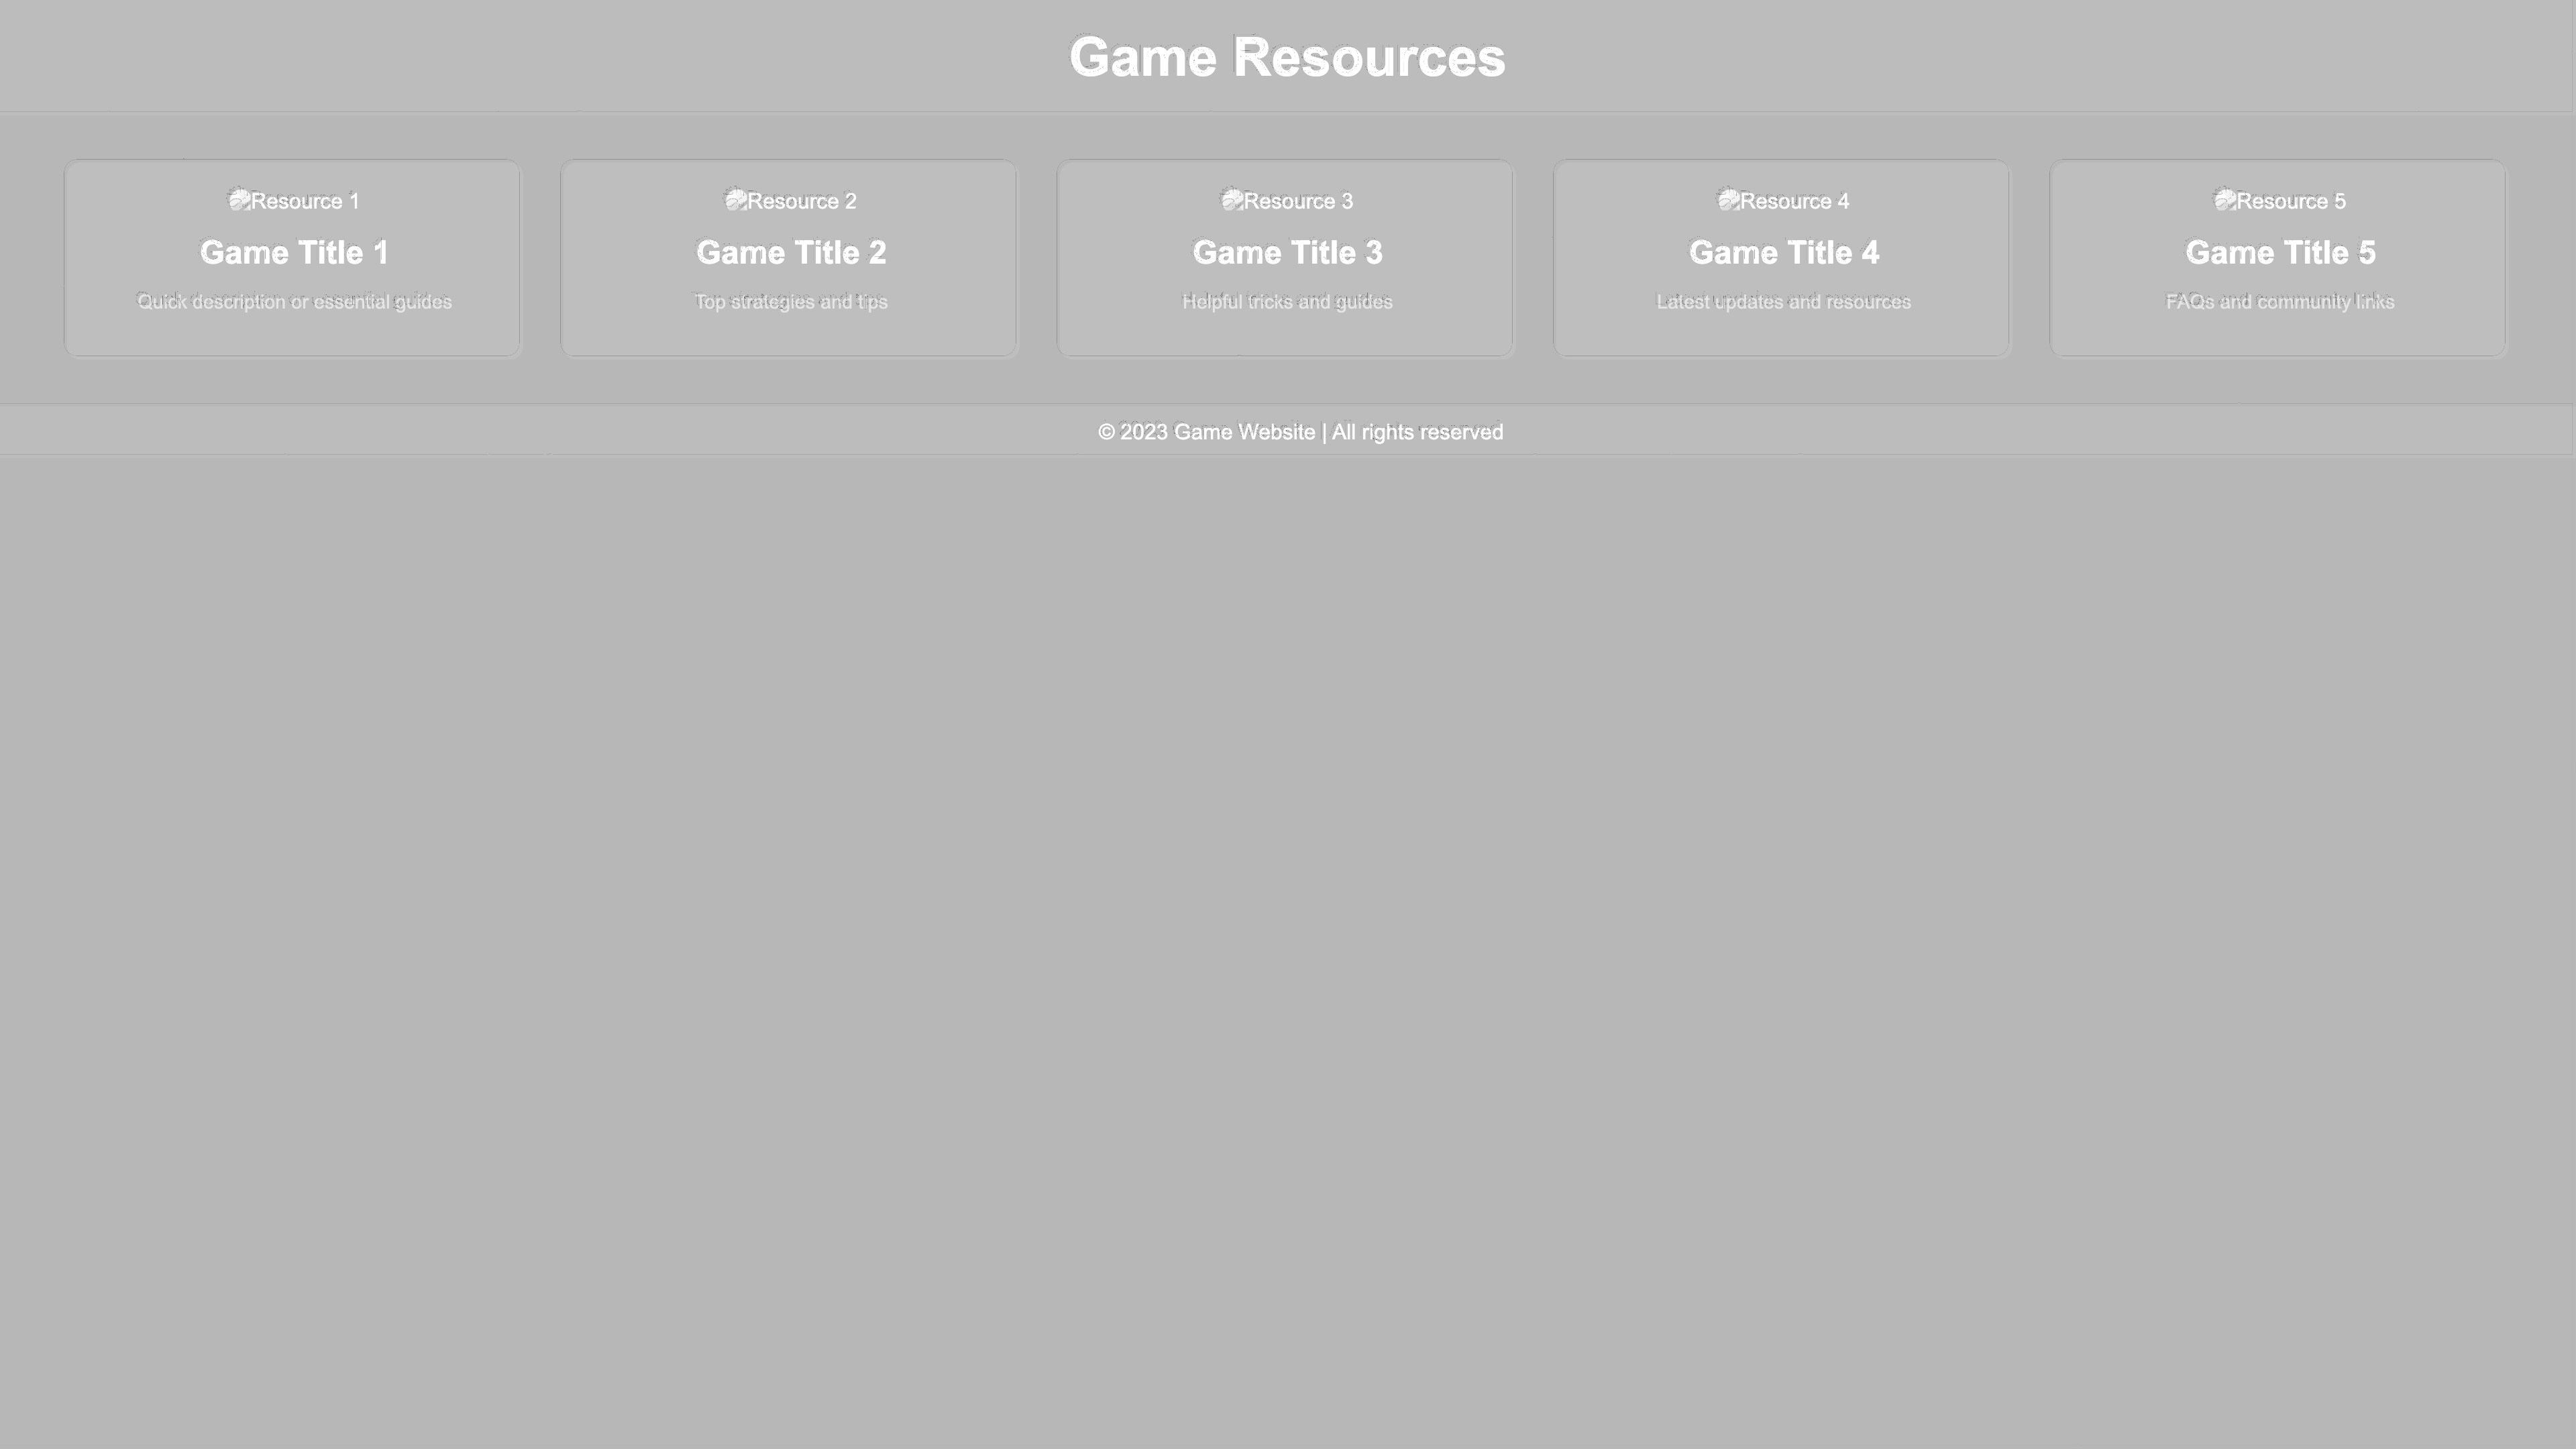 Game Resources
Resource 1
Game Title 1
Quick description or essential guides
Resource 2
Game Title 2
Top strategies and tips
Resource 3
Game Title 3
Helpful tricks and guides
Resource 4
Game Title 4
Latest updates and resources
Resource 5
Game Title 5
FAQs and community links
© 2023 Game Website | All rights reserved